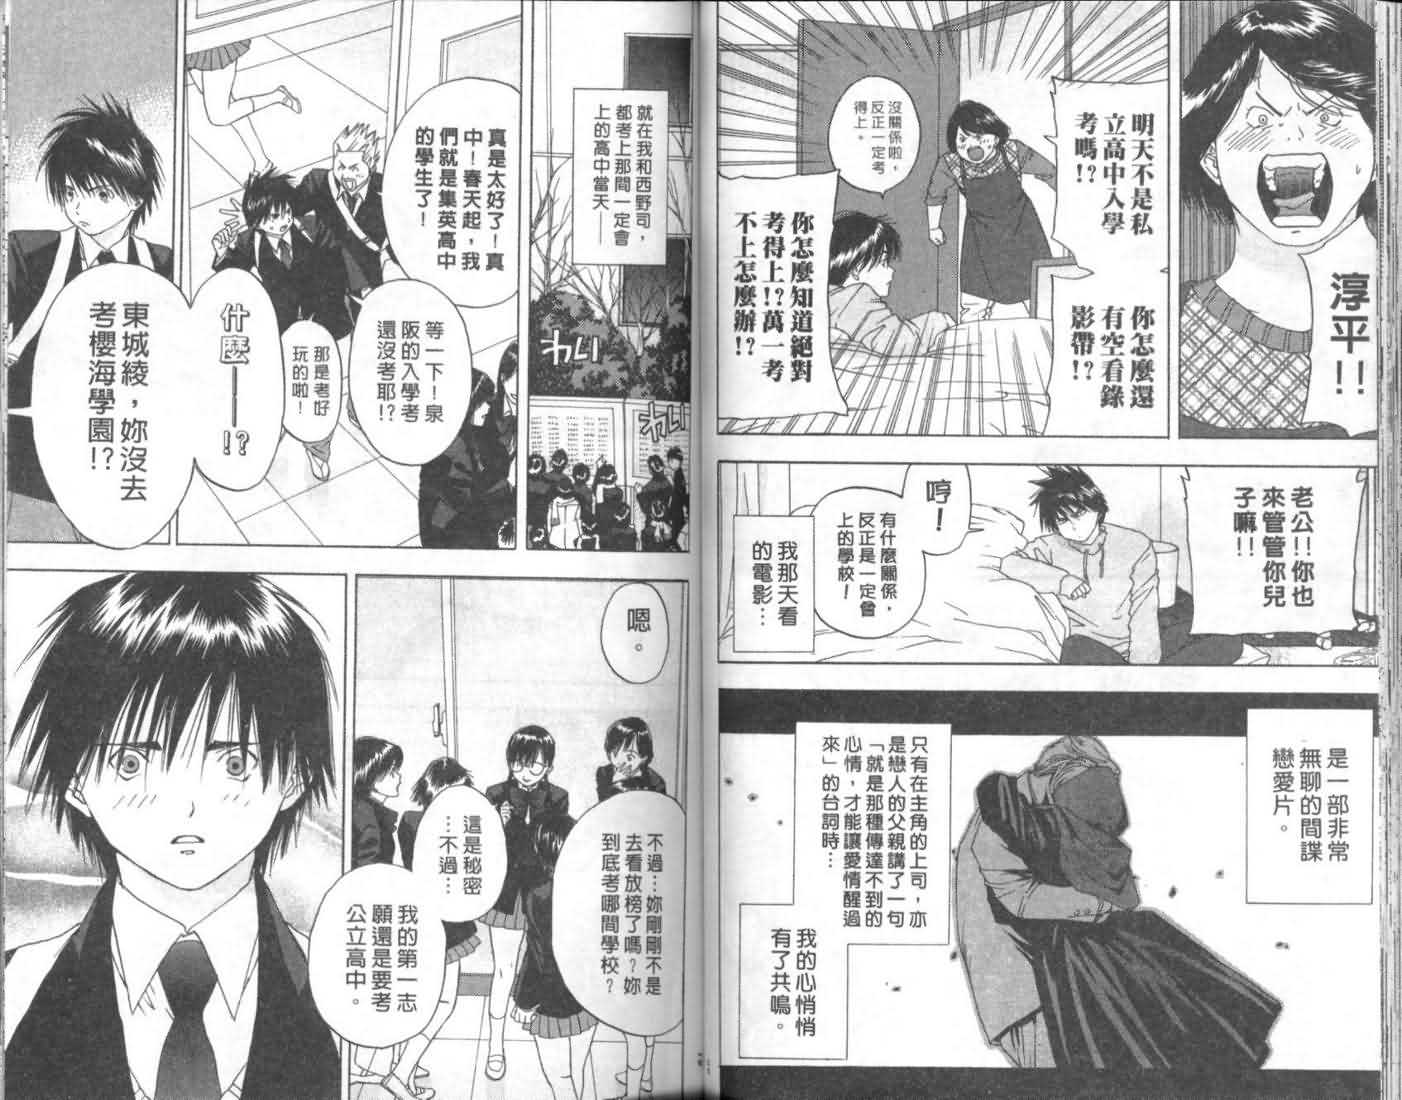 淳平!!
明天不是私
立高中入學
考嗎!?
你怎麼還
有空看錄
影帶!?
沒關係啦，
反正一定考
得上。
你怎麼知道絕對
考得上!?萬一考
不上怎麼辦!?
老公!!你也
來管管你兒
子嘛!!
哼!
有什麼關係，
反正是一定會
上的學校!
我那天看
的電影…
是一部非常
無聊的間諜
戀愛片。
只有在主角的上司，亦
是戀人的父親講了一句
「就是那種傳達不到的
心情，才能讓愛情醒過
來」的台詞時…
我的心悄悄
有了共鳴。
就在我和西野司，
都考上那間一定會
上的高中當天──
わい
わい
真是太好了!真
中!春天起，我
們就是集英高中
的學生了!
等一下!泉
阪的入學考
還沒考耶!?
那是考好
玩的啦!
什麼──!?
東城綾，妳沒去
考櫻海學園!?
嗯。
不過…妳剛剛不是
去看放榜了嗎?妳
到底考哪間學校?
這是秘密
…不過…
我的第一志
願還是要考
公立高中。